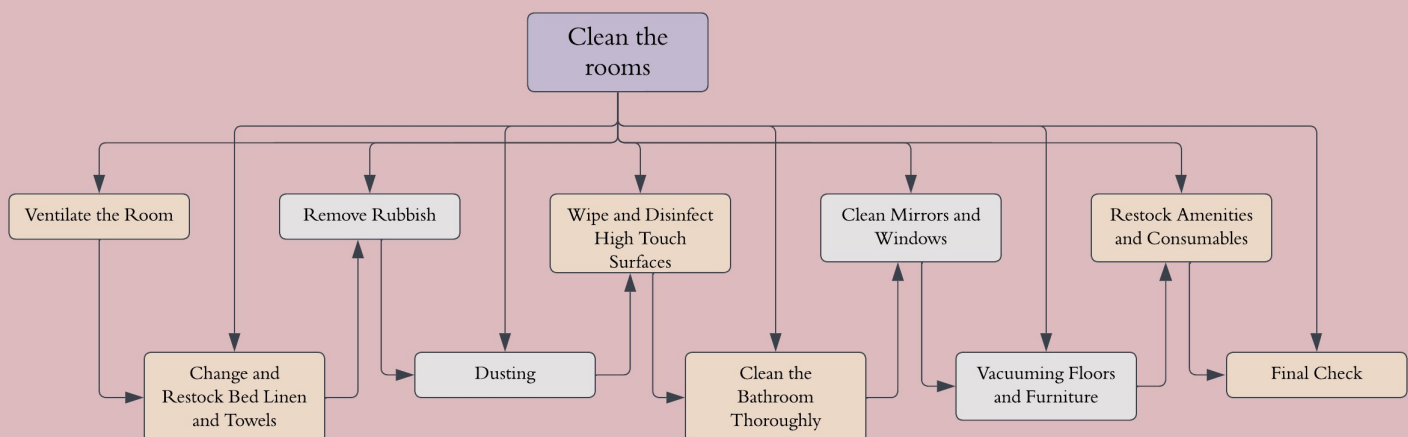 Clean the
rooms
Ventilate the Room
Remove Rubbish
Wipe and Disinfect
High Touch
Surfaces
Clean Mirrors and
Windows
Restock Amenities
and Consumables
Change and
Restock Bed Linen
and Towels
Dusting
Clean the
Bathroom
Thoroughly
Vacuuming Floors
and Furniture
Final Check